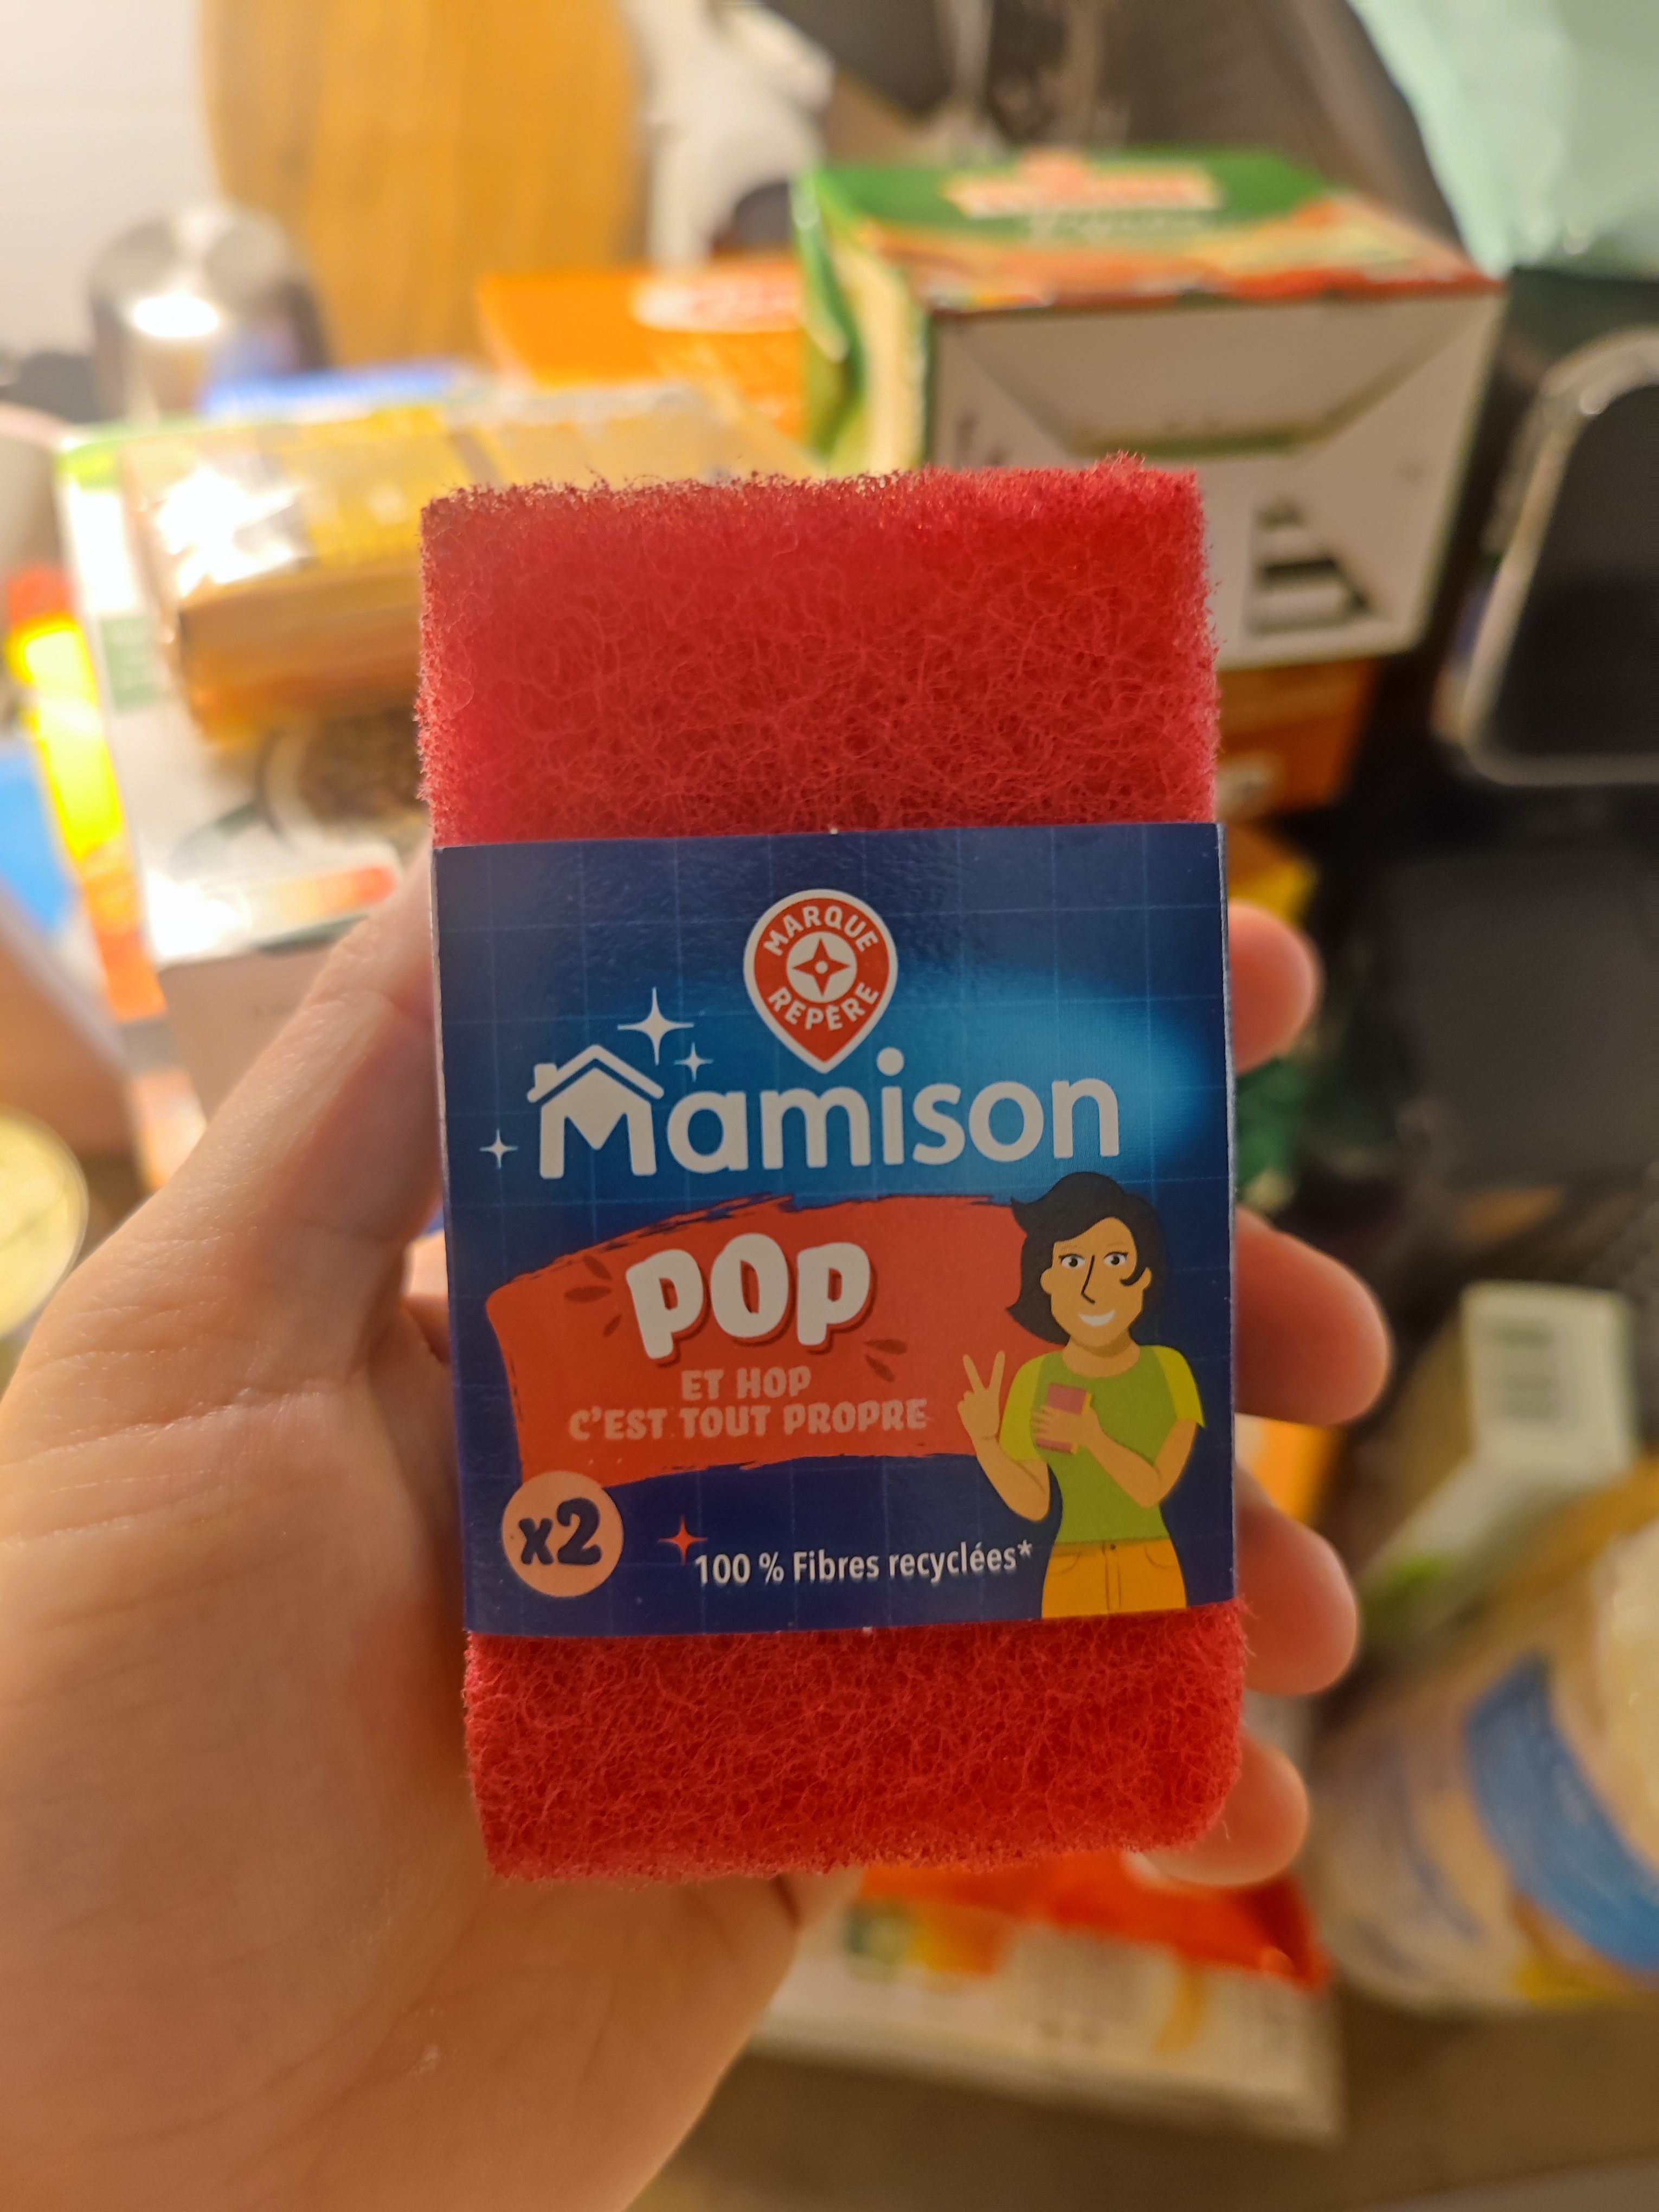 MARQUE
REPÈRE
Mamison
POP
ET HOP
C'EST TOUT PROPRE
x2
100 % Fibres recyclées*